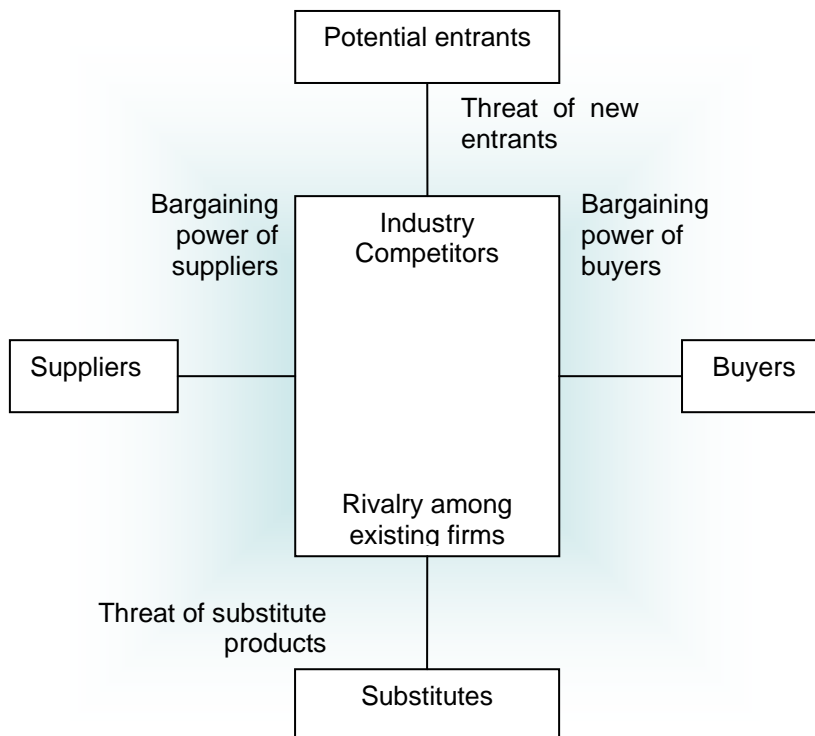 Potential entrants
Threat of new
entrants
Bargaining
power of
suppliers
Industry
Competitors
Bargaining
power of
buyers
Suppliers
Buyers
Rivalry among
existing firms
Threat of substitute
products
Substitutes